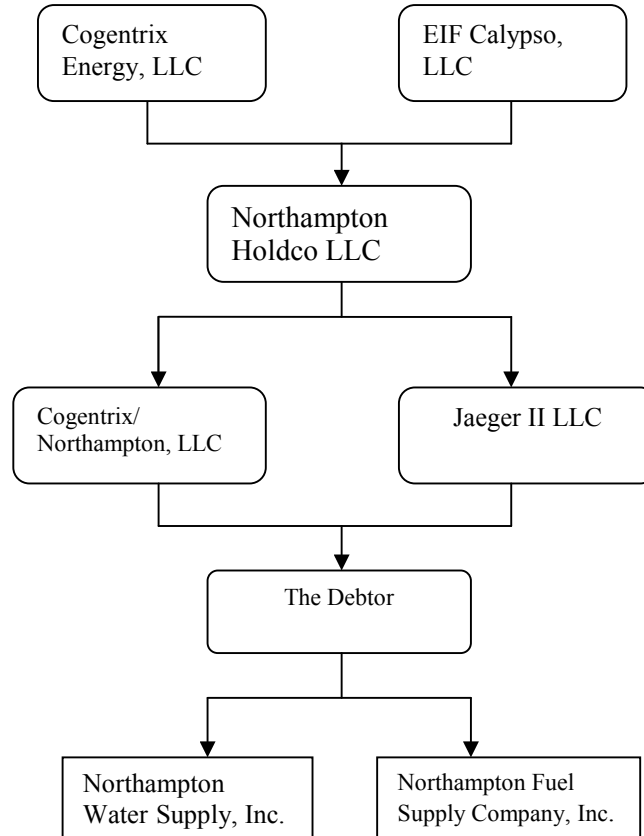 Cogentrix
Energy, LLC
EIF Calypso,
LLC
Northampton
Holdco LLC
Cogentrix/
Northampton, LLC
Jaeger II LLC
The Debtor
Northampton
Water Supply, Inc.
Northampton Fuel
Supply Company, Inc.